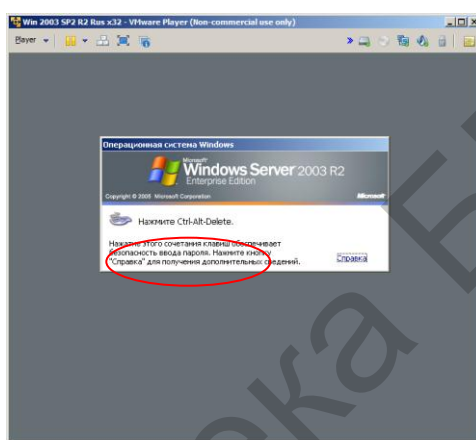 Win 2003 SP2 R2 Rus x32 - VMware Player (Non-commercial use only)
Player
Операционная система Windows
Microsoft
Windows Server 2003 R2
Enterprise Edition
Copyright © 2005 Microsoft Corporation
Microsoft
Нажмите Ctrl-Alt-Delete.
Нажатие этого сочетания клавиш обеспечивает
безопасность ввода пароля. Нажмите кнопку
"Справка" для получения дополнительных сведений.
Справка